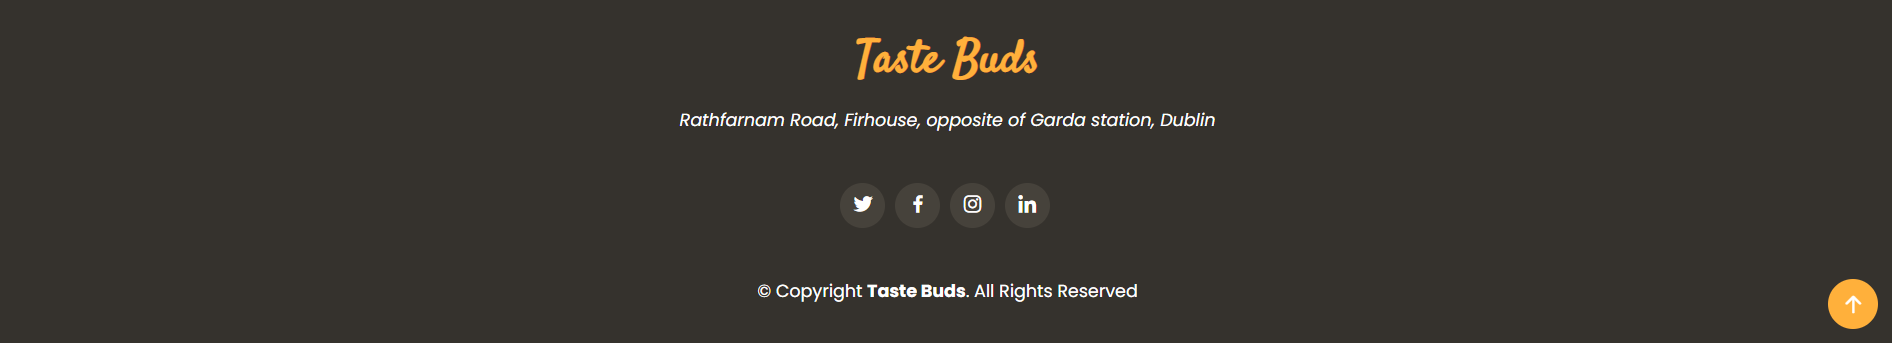 Taste Buds
Rathfarnam Road, Firhouse, opposite of Garda station, Dublin
© Copyright Taste Buds. All Rights Reserved